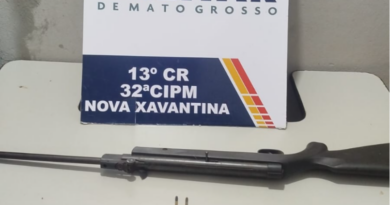 DE MATO GROSSO
13º CR
32ªCIPM
NOVA XAVANTINA